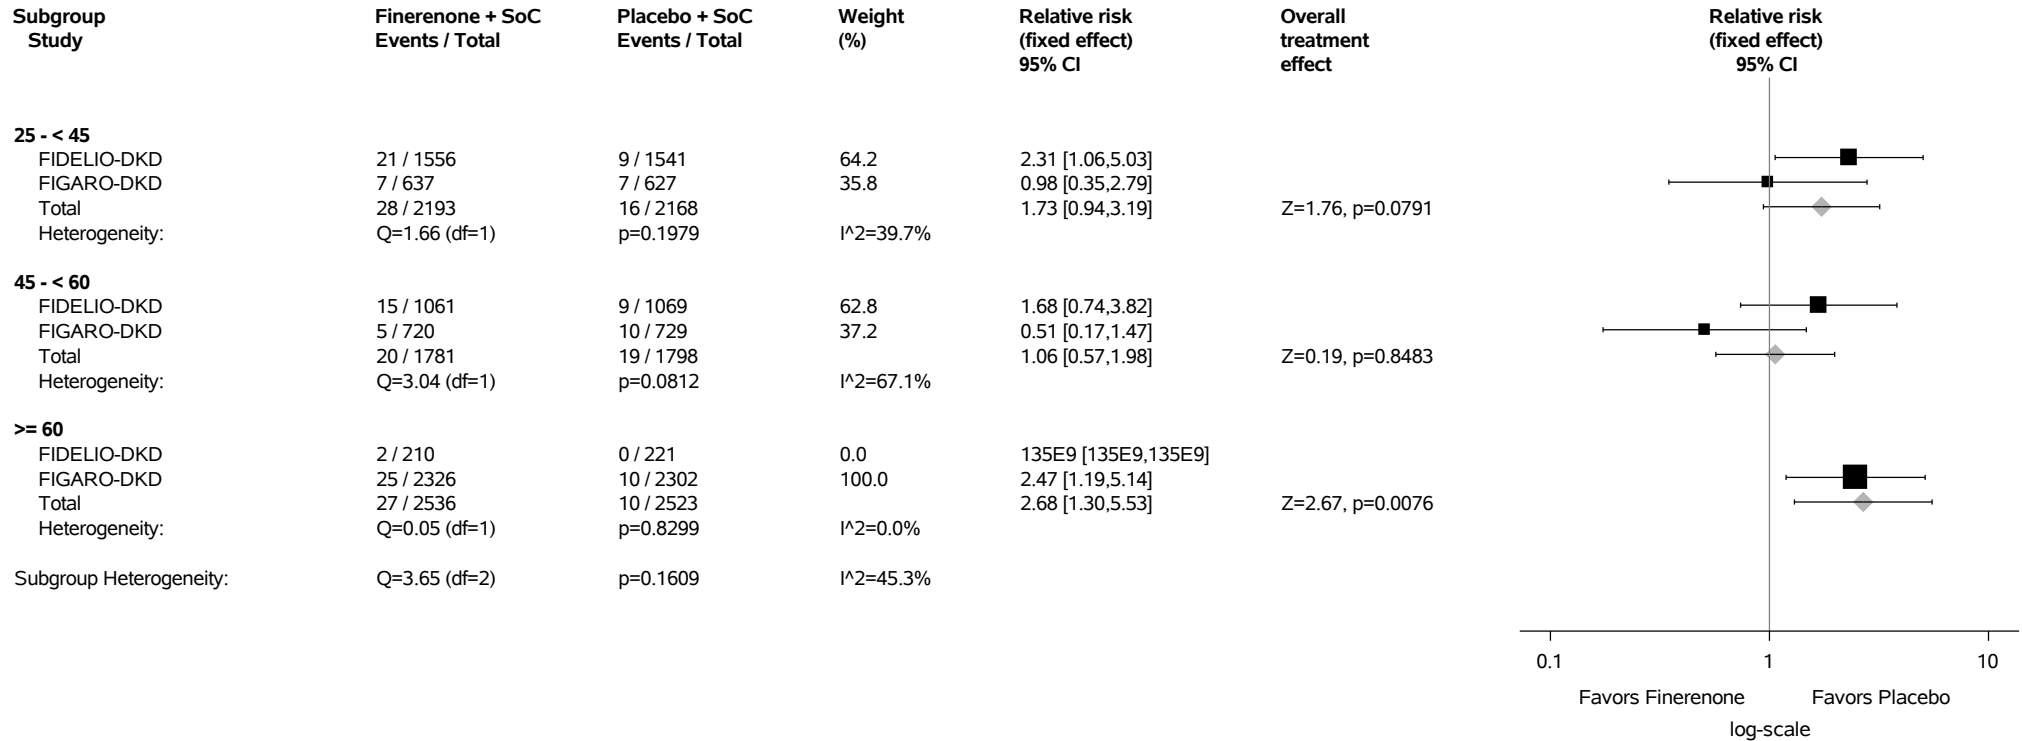 Subgroup Finerenone + SoC Placebo + SoC Weight Relative risk Overall Relative risk
Study Events / Total Events / Total (%) (fixed effect) treatment (fixed effect)
95% CI effect 95% CI
25 - < 45
FIDELIO-DKD 21 / 1556 9 / 1541 64.2 2.31 [1.06,5.03]
FIGARO-DKD 7 / 637 7 / 627 35.8 0.98 [0.35,2.79]
Total 28 / 2193 16 / 2168 1.73 [0.94,3.19] Z=1.76, p=0.0791
Heterogeneity: Q=1.66 (df=1) p=0.1979 I^2=39.7%
45 - < 60
FIDELIO-DKD 15 / 1061 9 / 1069 62.8 1.68 [0.74,3.82]
FIGARO-DKD 5 / 720 10 / 729 37.2 0.51 [0.17,1.47]
Total 20 / 1781 19 / 1798 1.06 [0.57,1.98] Z=0.19, p=0.8483
Heterogeneity: Q=3.04 (df=1) p=0.0812 I^2=67.1%
>= 60
FIDELIO-DKD 2 / 210 0 / 221 0.0 135E9 [135E9,135E9]
FIGARO-DKD 25 / 2326 10 / 2302 100.0 2.47 [1.19,5.14]
Total 27 / 2536 10 / 2523 2.68 [1.30,5.53] Z=2.67, p=0.0076
Heterogeneity: Q=0.05 (df=1) p=0.8299 I^2=0.0%
Subgroup Heterogeneity: Q=3.65 (df=2) p=0.1609 I^2=45.3%
0.1 1 10
Favors Finerenone Favors Placebo
log-scale